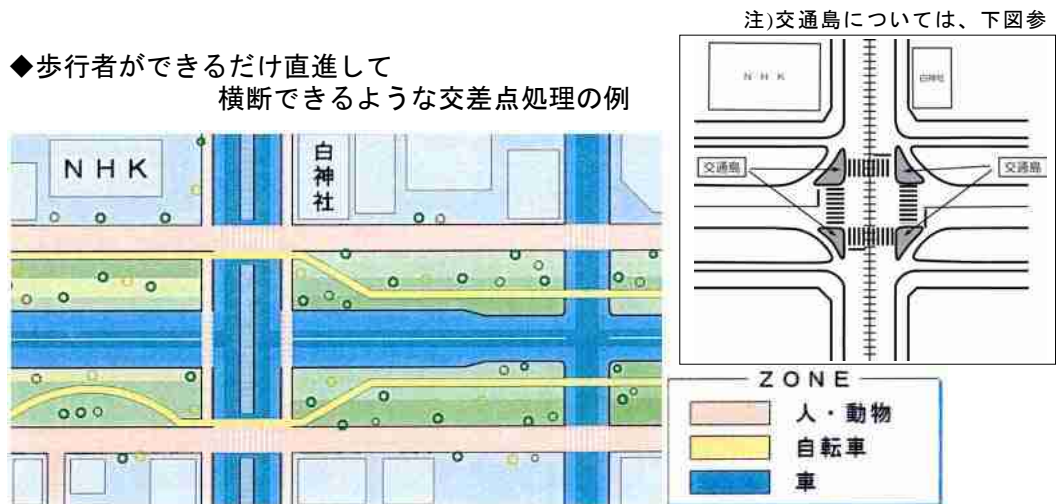 注)交通島については、下図参
◆歩行者ができるだけ直進して
横断できるような交差点処理の例
NHK
白神社
交通島
交通島
NHK
白神社
ZONE
人・動物
自転車
車